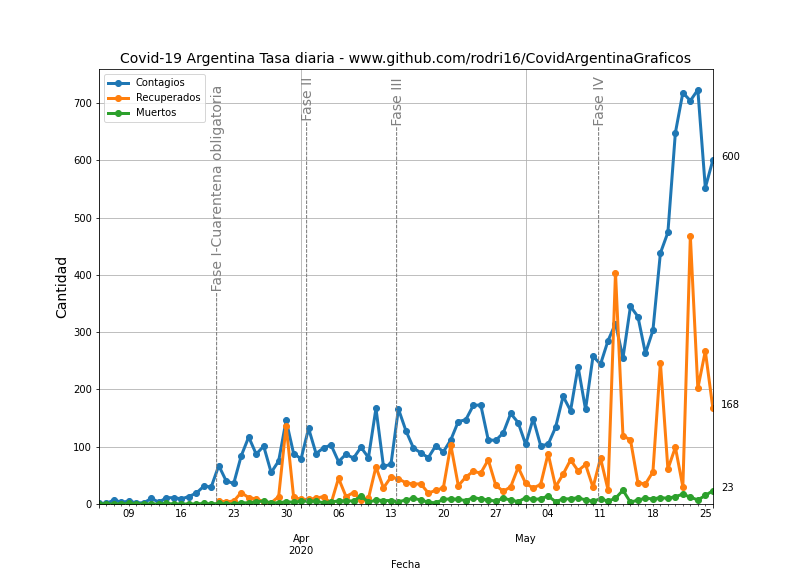 Covid-19 Argentina Tasa diaria - www.github.com/rodri16/CovidArgentinaGraficos
Contagios
Recuperados
Muertos
Fase I-Cuarentena obligatoria
Fase II
Fase III
Fase IV
Cantidad
700
600
500
400
300
200
100
0
600
168
23
09 16 23 30 06 13 20 27 04 11 18 25
Apr May
2020
Fecha